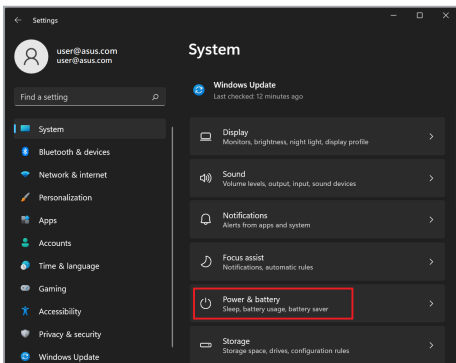 Settings
user@asus.com
user@asus.com
Find a setting
System
Bluetooth & devices
Network & internet
Personalization
Apps
Accounts
Time & language
Gaming
Accessibility
Privacy & security
Windows Update
System
Windows Update
Last checked: 12 minutes ago
Display
Monitors, brightness, night light, display profile
Sound
Volume levels, output, input, sound devices
Notifications
Alerts from apps and system
Focus assist
Notifications, automatic rules
Power & battery
Sleep, battery usage, battery saver
Storage
Storage space, drives, configuration rules